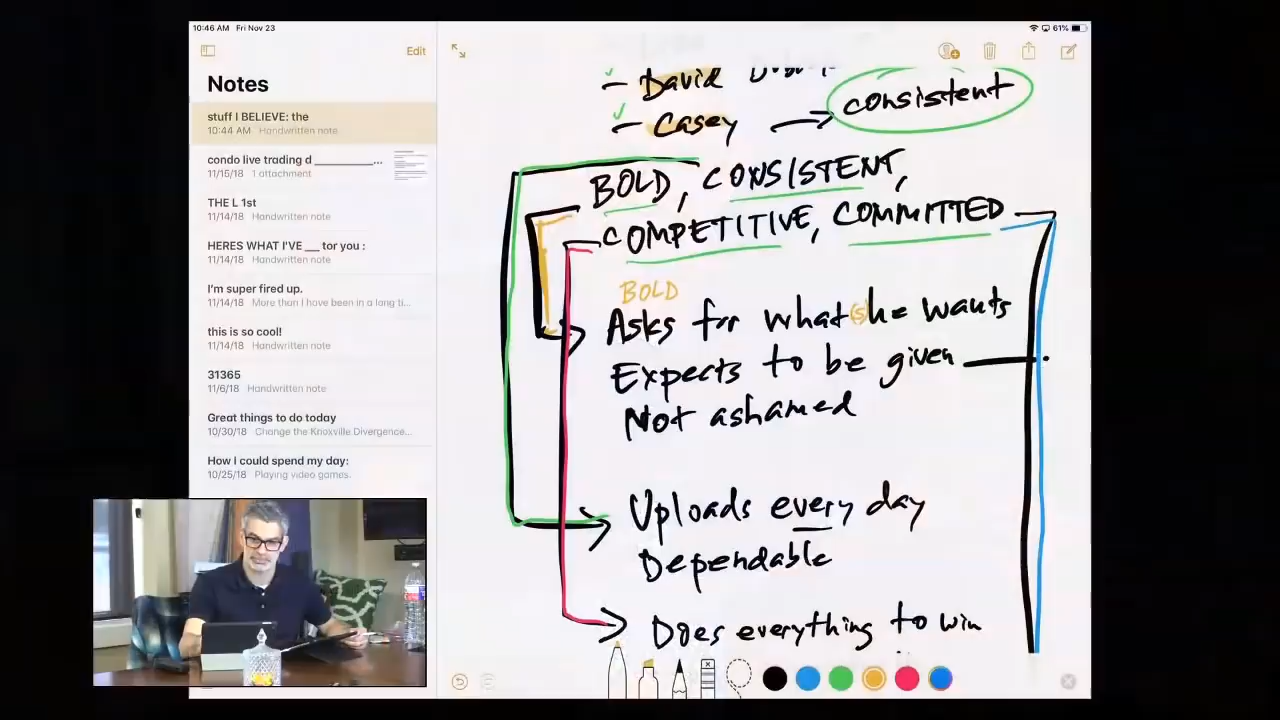 10:46 AM Fri Nov 23
61%
Edit
Notes
stuff I BELIEVE: the
10:44 AM Handwritten note
condo live trading d ___________...
11/15/18 1 attachment
THE L 1st
11/14/18 Handwritten note
HERES WHAT I'VE __ tor you :
11/14/18 Handwritten note
I'm super fired up.
11/14/18 More than I have been in a long ti...
this is so cool!
11/14/18 Handwritten note
31365
11/6/18 Handwritten note
Great things to do today
10/30/18 Change the Knoxville Divergence...
How I could spend my day:
10/25/18 Playing video games.
- David
- Casey → consistent
BOLD, CONSISTENT,
COMPETITIVE, COMMITTED
BOLD
Asks for what (s)he wants
Expects to be given
Not ashamed
Uploads every day
Dependable
Does everything to win